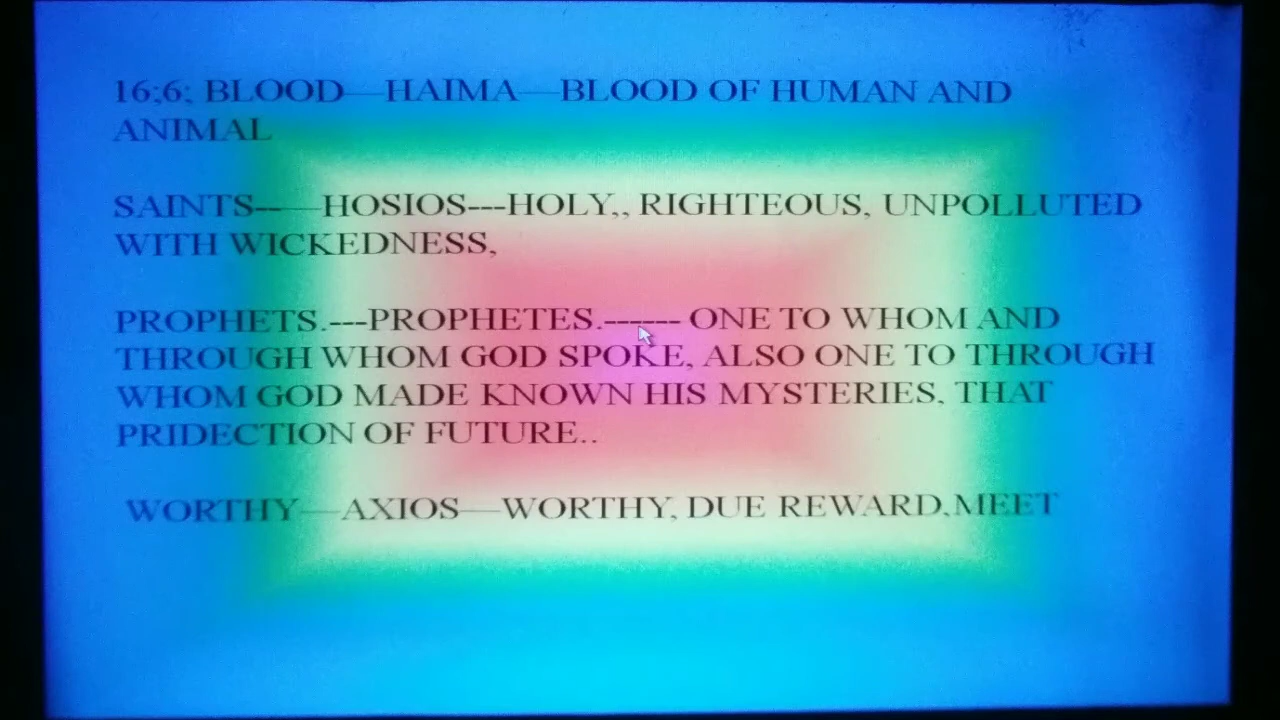 16;6; BLOOD—HAIMA—BLOOD OF HUMAN AND
ANIMAL
SAINTS--—HOSIOS---HOLY,, RIGHTEOUS, UNPOLLUTED
WITH WICKEDNESS,
PROPHETS.---PROPHETES.------- ONE TO WHOM AND
THROUGH WHOM GOD SPOKE, ALSO ONE TO THROUGH
WHOM GOD MADE KNOWN HIS MYSTERIES, THAT
PRIDECTION OF FUTURE..
WORTHY—AXIOS—WORTHY, DUE REWARD,MEET